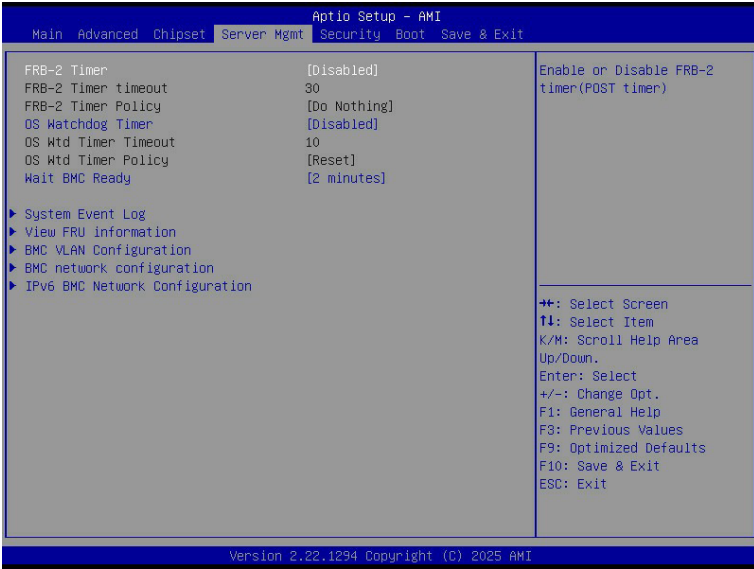 Aptio Setup – AMI
Main Advanced Chipset Server Mgmt Security Boot Save & Exit
FRB-2 Timer [Disabled]
FRB-2 Timer timeout 30
FRB-2 Timer Policy [Do Nothing]
OS Watchdog Timer [Disabled]
OS Wtd Timer Timeout 10
OS Wtd Timer Policy [Reset]
Wait BMC Ready [2 minutes]
System Event Log
View FRU information
BMC VLAN Configuration
BMC network configuration
IPv6 BMC Network Configuration
Enable or Disable FRB-2
timer(POST timer)
→←: Select Screen
↑↓: Select Item
K/M: Scroll Help Area
Up/Down.
Enter: Select
+/-: Change Opt.
F1: General Help
F3: Previous Values
F9: Optimized Defaults
F10: Save & Exit
ESC: Exit
Version 2.22.1294 Copyright (C) 2025 AMI